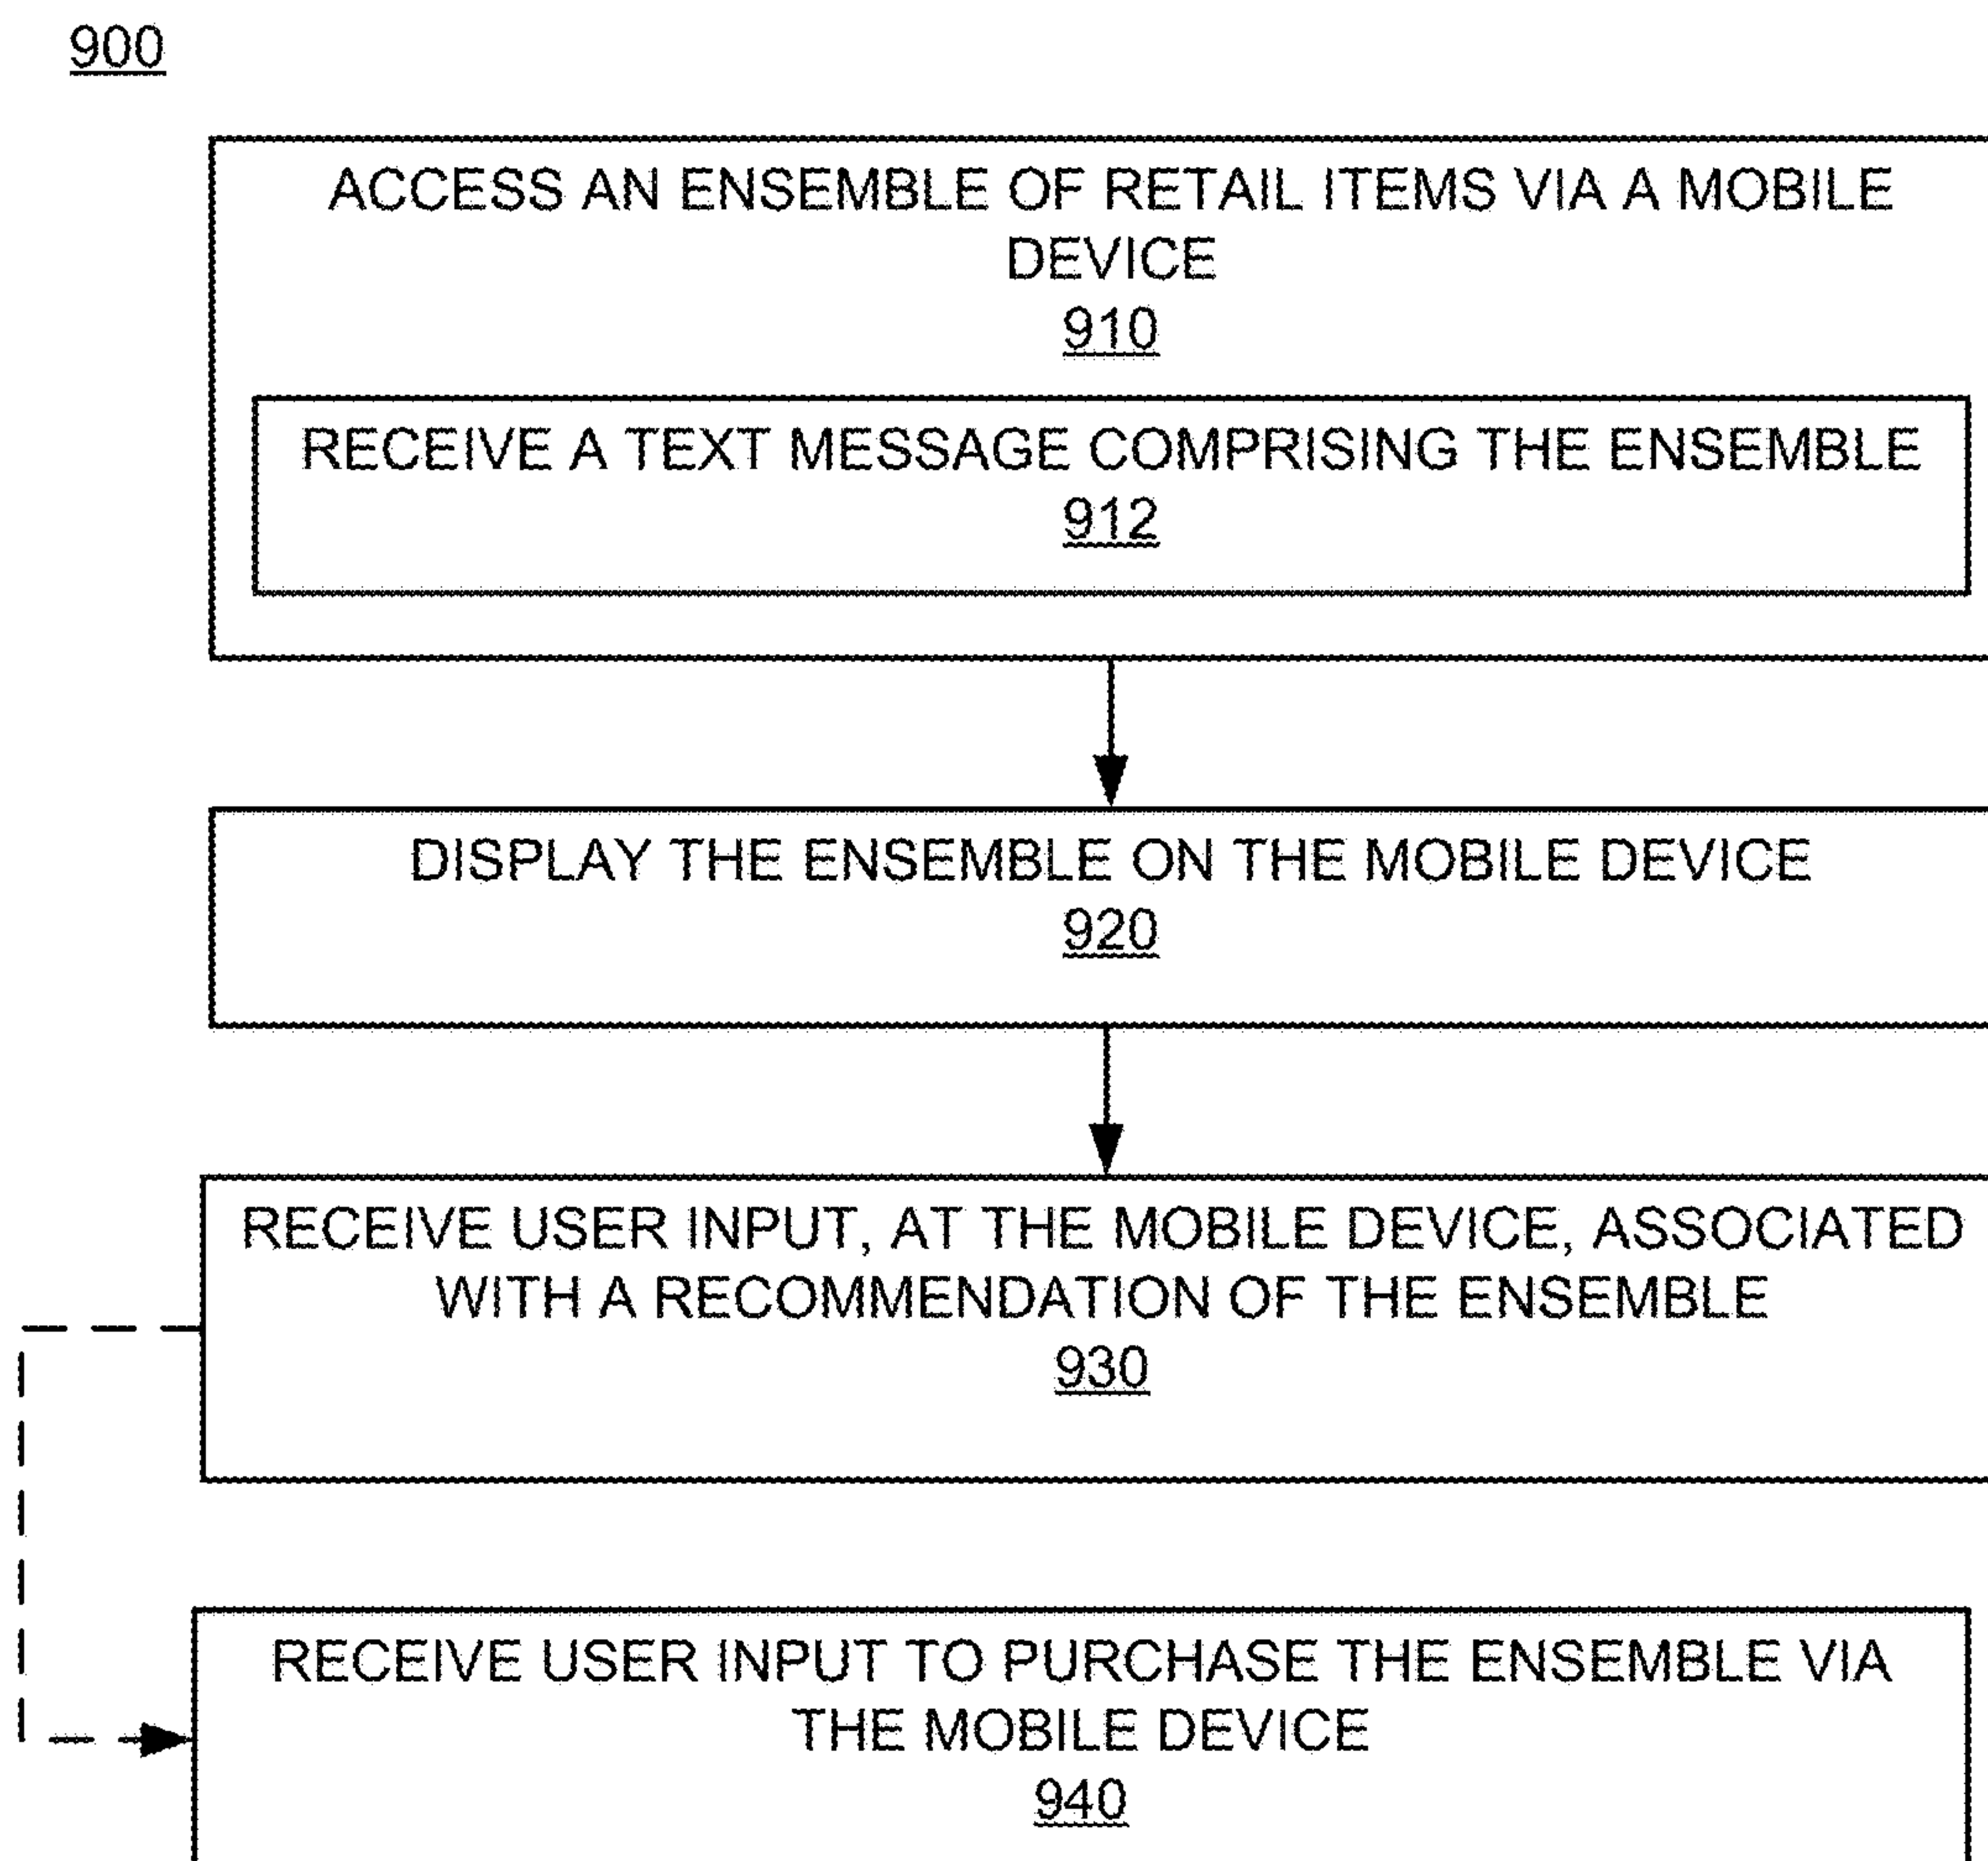 900
ACCESS AN ENSEMBLE OF RETAIL ITEMS VIA A MOBILE
DEVICE
910
RECEIVE A TEXT MESSAGE COMPRISING THE ENSEMBLE
912
DISPLAY THE ENSEMBLE ON THE MOBILE DEVICE
920
RECEIVE USER INPUT, AT THE MOBILE DEVICE, ASSOCIATED
WITH A RECOMMENDATION OF THE ENSEMBLE
930
RECEIVE USER INPUT TO PURCHASE THE ENSEMBLE VIA
THE MOBILE DEVICE
940